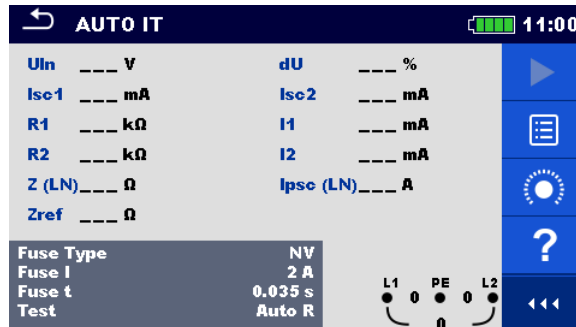 AUTO IT 11:00
Uln ___ V dU ___ %
Isc1 ___ mA Isc2 ___ mA
R1 ___ kΩ I1 ___ mA
R2 ___ kΩ I2 ___ mA
Z (LN)___ Ω Ipsc (LN)___ A
Zref ___ Ω
Fuse Type NV
Fuse I 2 A
Fuse t 0.035 s
Test Auto R
L1 PE L2
0 0
0
?